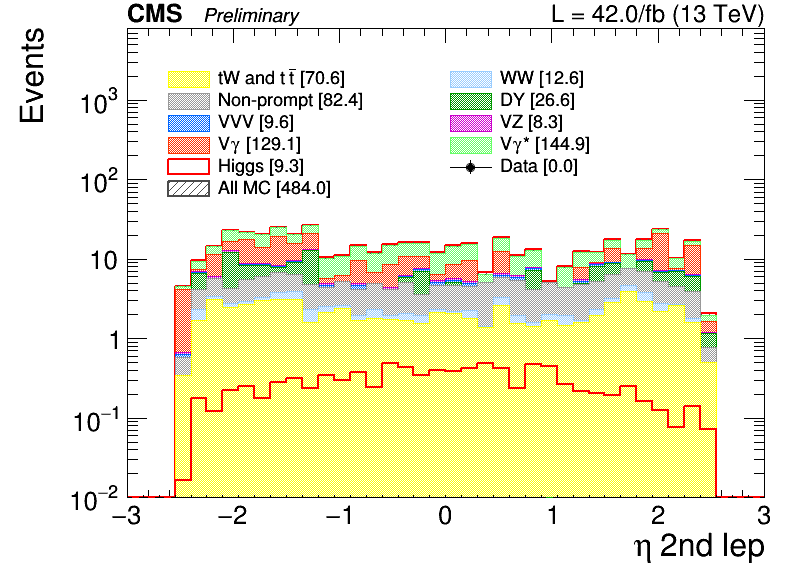 CMS Preliminary L = 42.0/fb (13 TeV)
Events
tW and tt̅ [70.6] WW [12.6]
Non-prompt [82.4] DY [26.6]
VVV [9.6] VZ [8.3]
Vγ [129.1] Vγ* [144.9]
Higgs [9.3] Data [0.0]
All MC [484.0]
10³
10²
10
1
10⁻¹
10⁻²
−3 −2 −1 0 1 2 3
η 2nd lep